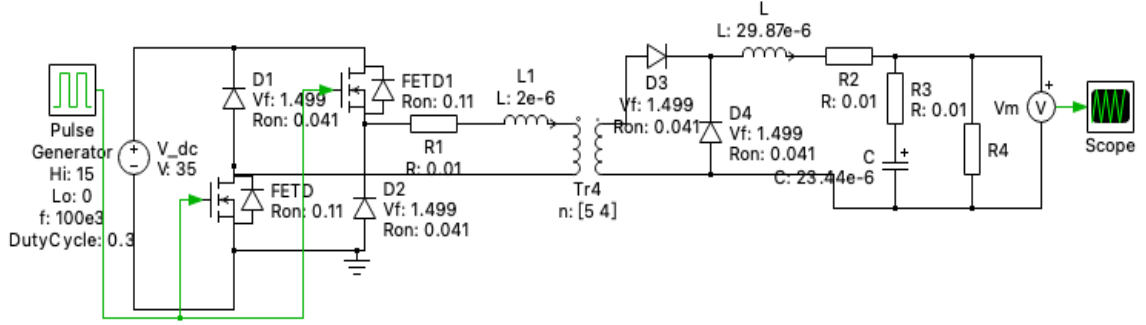 Pulse
Generator
Hi: 15
Lo: 0
f: 100e3
DutyCycle: 0.3
V_dc
V: 35
D1
Vf: 1.499
Ron: 0.041
FETD
Ron: 0.11
FETD1
Ron: 0.11
D2
Vf: 1.499
Ron: 0.041
R1
R: 0.01
L1
L: 2e-6
Tr4
n: [5 4]
D3
Vf: 1.499
Ron: 0.041
D4
Vf: 1.499
Ron: 0.041
L
L: 29.87e-6
R2
R: 0.01
R3
R: 0.01
C
C: 23.44e-6
R4
Vm
V
Scope